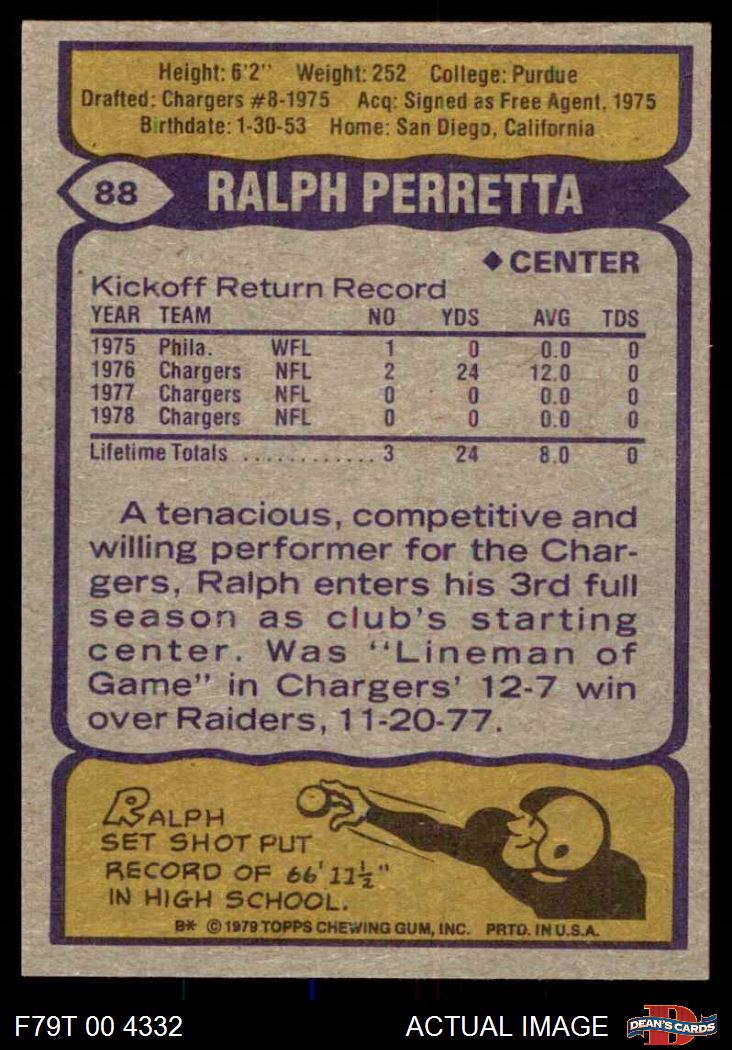 Height: 6'2" Weight: 252 College: Purdue
Drafted: Chargers #8-1975 Acq: Signed as Free Agent, 1975
Birthdate: 1-30-53 Home: San Diego, California
88 RALPH PERRETTA
◆ CENTER
Kickoff Return Record
YEAR TEAM NO YDS AVG TDS
1975 Phila. WFL 1 0 0.0 0
1976 Chargers NFL 2 24 12.0 0
1977 Chargers NFL 0 0 0.0 0
1978 Chargers NFL 0 0 0.0 0
Lifetime Totals ............ 3 24 8.0 0
A tenacious, competitive and
willing performer for the Char-
gers, Ralph enters his 3rd full
season as club's starting
center. Was "Lineman of
Game" in Chargers' 12-7 win
over Raiders, 11-20-77.
RALPH
SET SHOT PUT
RECORD OF 66' 11½"
IN HIGH SCHOOL.
B* © 1979 TOPPS CHEWING GUM, INC. PRTD. IN U.S.A.
F79T 00 4332 ACTUAL IMAGE DEAN'S CARDS